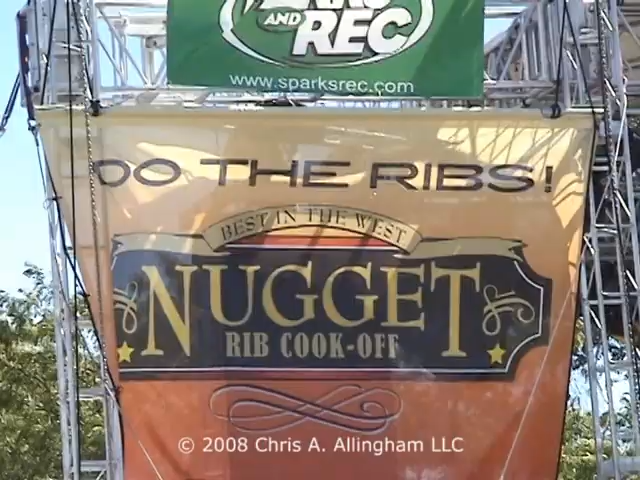 AND REC
www.sparksrec.com
DO THE RIBS!
BEST IN THE WEST
NUGGET
RIB COOK-OFF
© 2008 Chris A. Allingham LLC